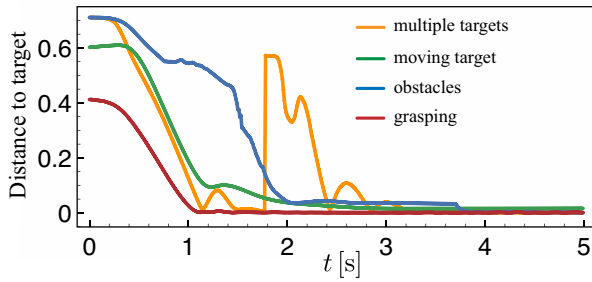 Distance to target
0.6
0.4
0.2
0
multiple targets
moving target
obstacles
grasping
0 1 2 3 4 5
t [s]